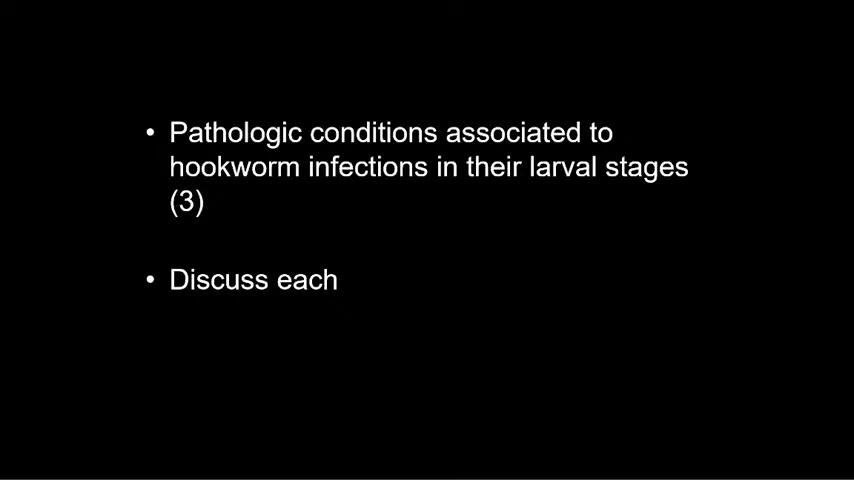 • Pathologic conditions associated to
hookworm infections in their larval stages
(3)
• Discuss each